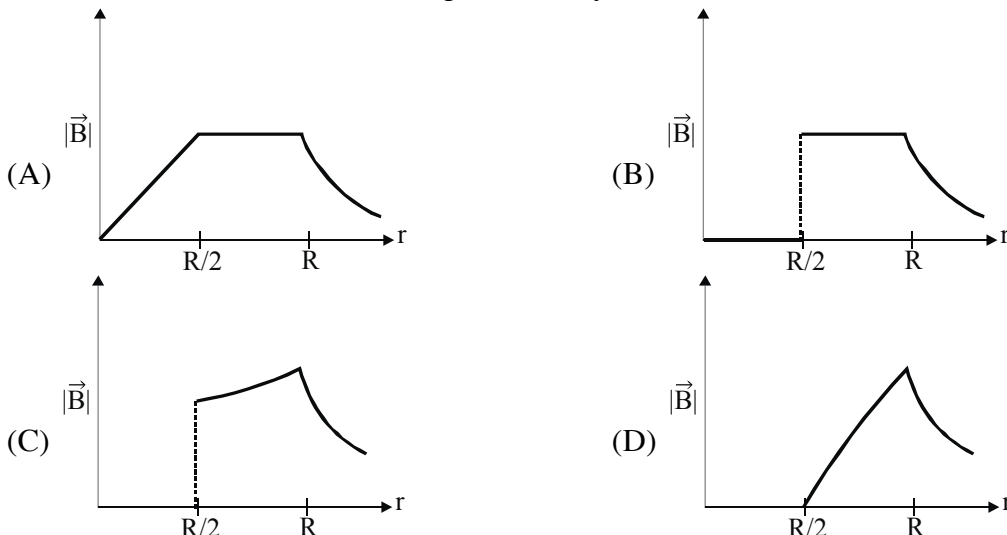 |B⃗| |B⃗|
(A) (B)
r r
R/2 R R/2 R
|B⃗| |B⃗|
(C) (D)
r r
R/2 R R/2 R